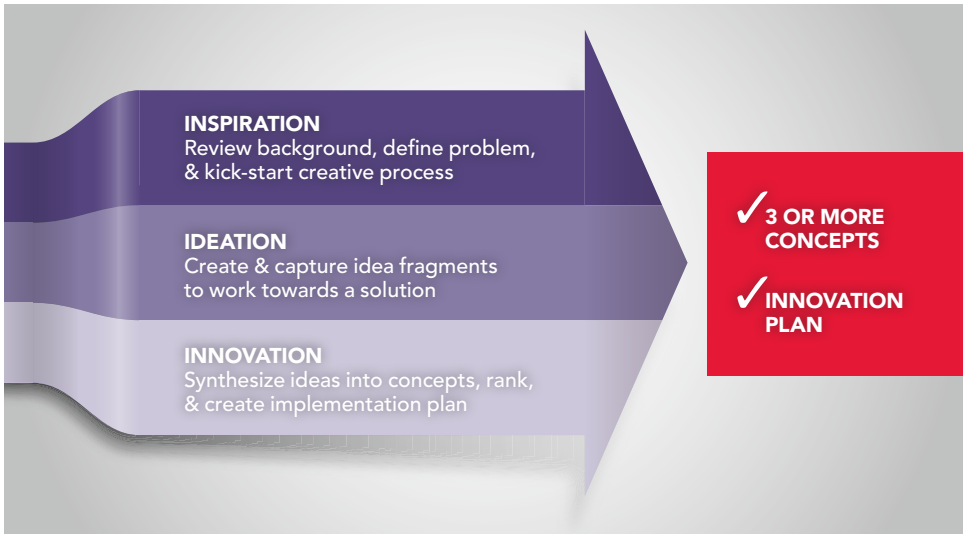 INSPIRATION
Review background, define problem,
& kick-start creative process
IDEATION
Create & capture idea fragments
to work towards a solution
INNOVATION
Synthesize ideas into concepts, rank,
& create implementation plan
✓ 3 OR MORE
CONCEPTS
✓ INNOVATION
PLAN